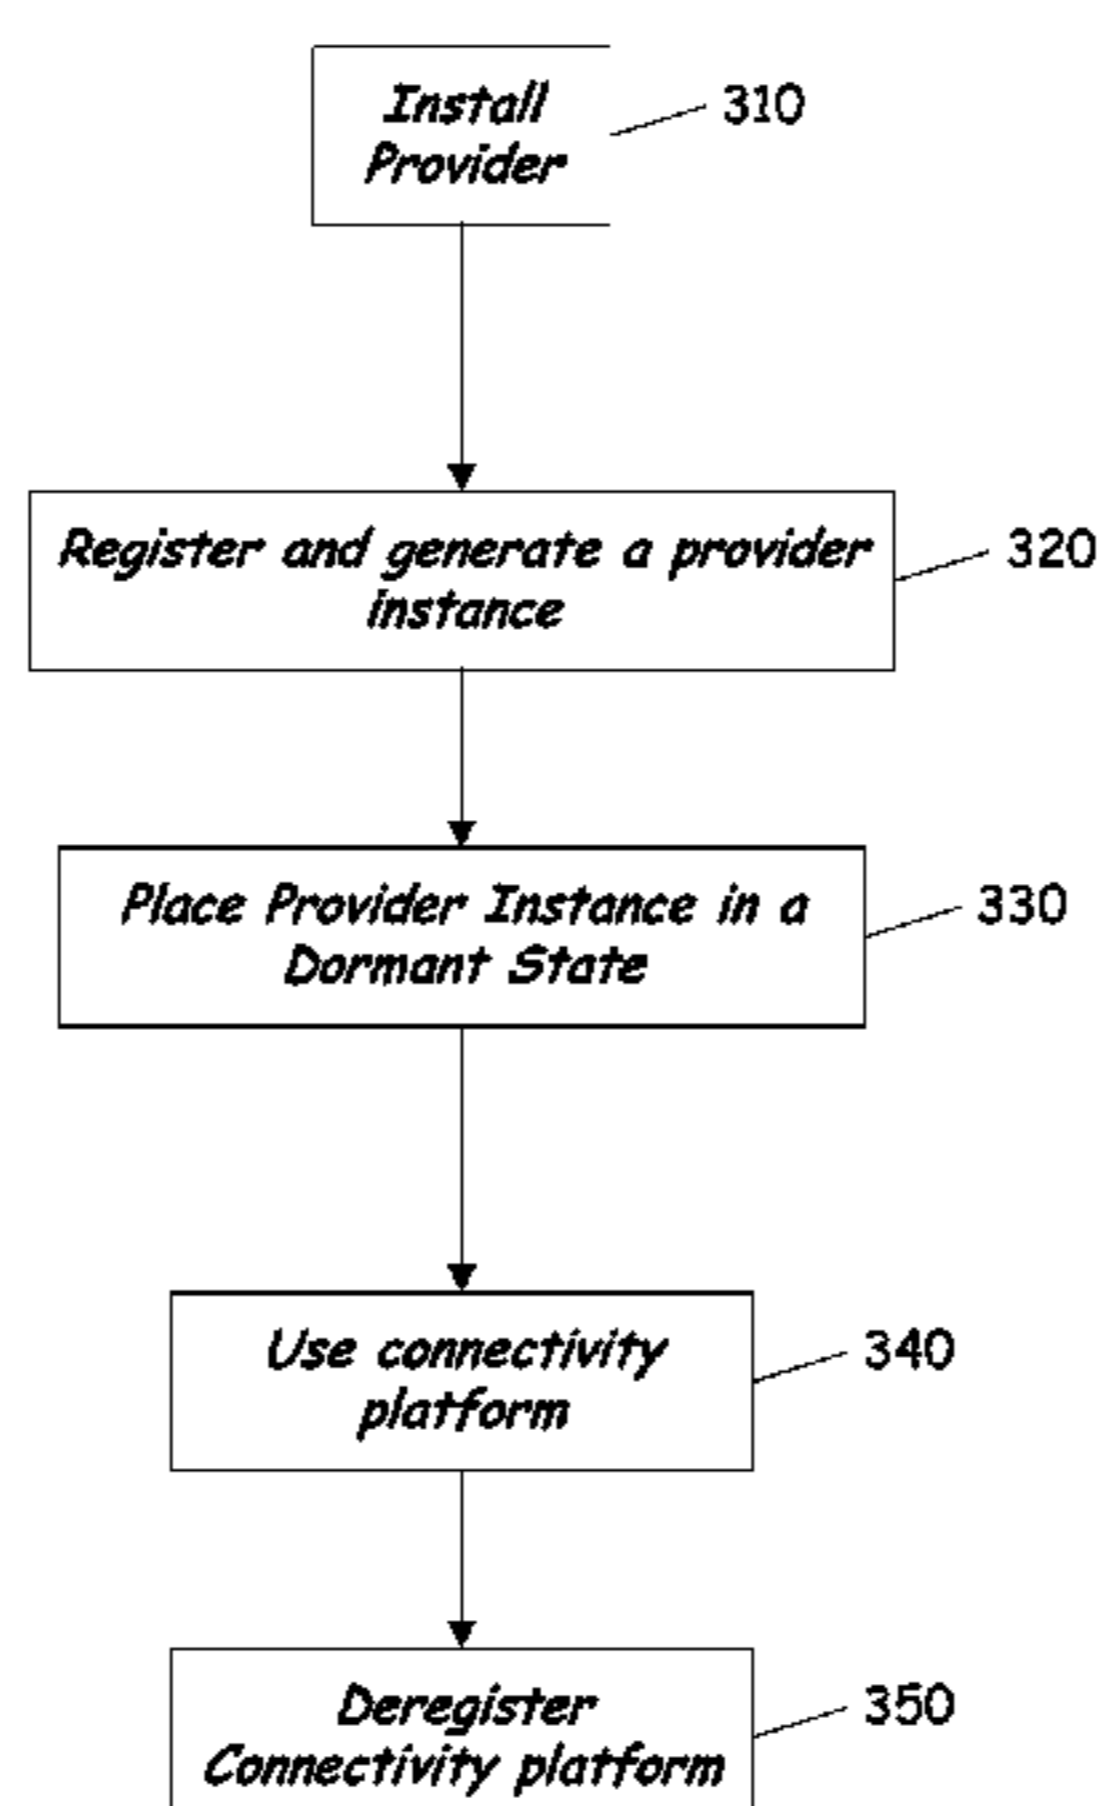 Install
Provider
310
Register and generate a provider
instance
320
Place Provider Instance in a
Dormant State
330
Use connectivity
platform
340
Deregister
Connectivity platform
350